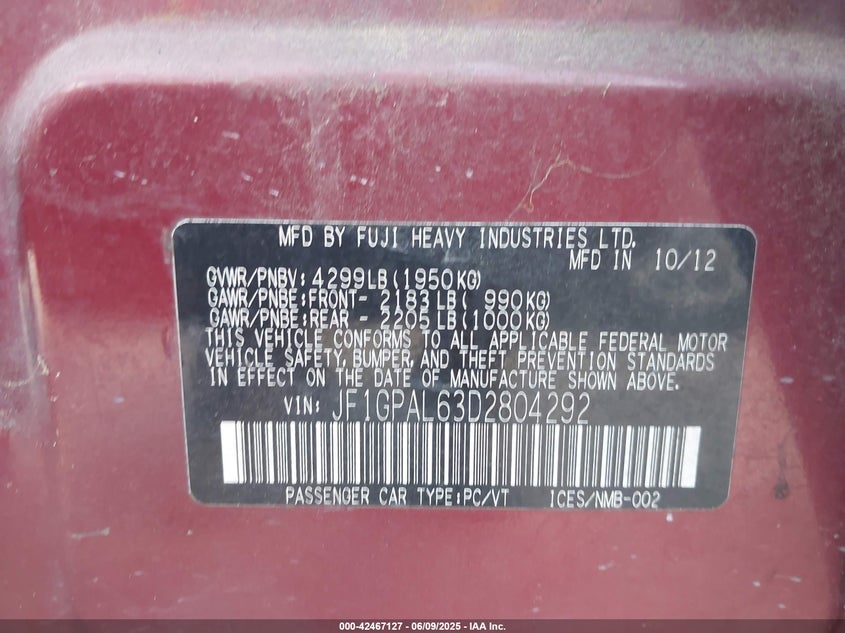 MFD BY FUJI HEAVY INDUSTRIES LTD.
MFD IN 10/12
GVWR/PNBV: 4299LB(1950KG)
GAWR/PNBE:FRONT- 2183LB( 990KG)
GAWR/PNBE:REAR - 2205LB(1000KG)
THIS VEHICLE CONFORMS TO ALL APPLICABLE FEDERAL MOTOR
VEHICLE SAFETY, BUMPER, AND THEFT PREVENTION STANDARDS
IN EFFECT ON THE DATE OF MANUFACTURE SHOWN ABOVE.
VIN: JF1GPAL63D2804292
PASSENGER CAR TYPE:PC/VT ICES/NMB-002
000-42467127 - 06/09/2025 - IAA Inc.